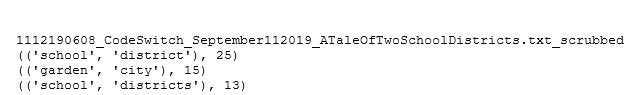 1112190608_CodeSwitch_September112019_ATaleOfTwoSchoolDistricts.txt_scrubbed
(('school', 'district'), 25)
(('garden', 'city'), 15)
(('school', 'districts'), 13)